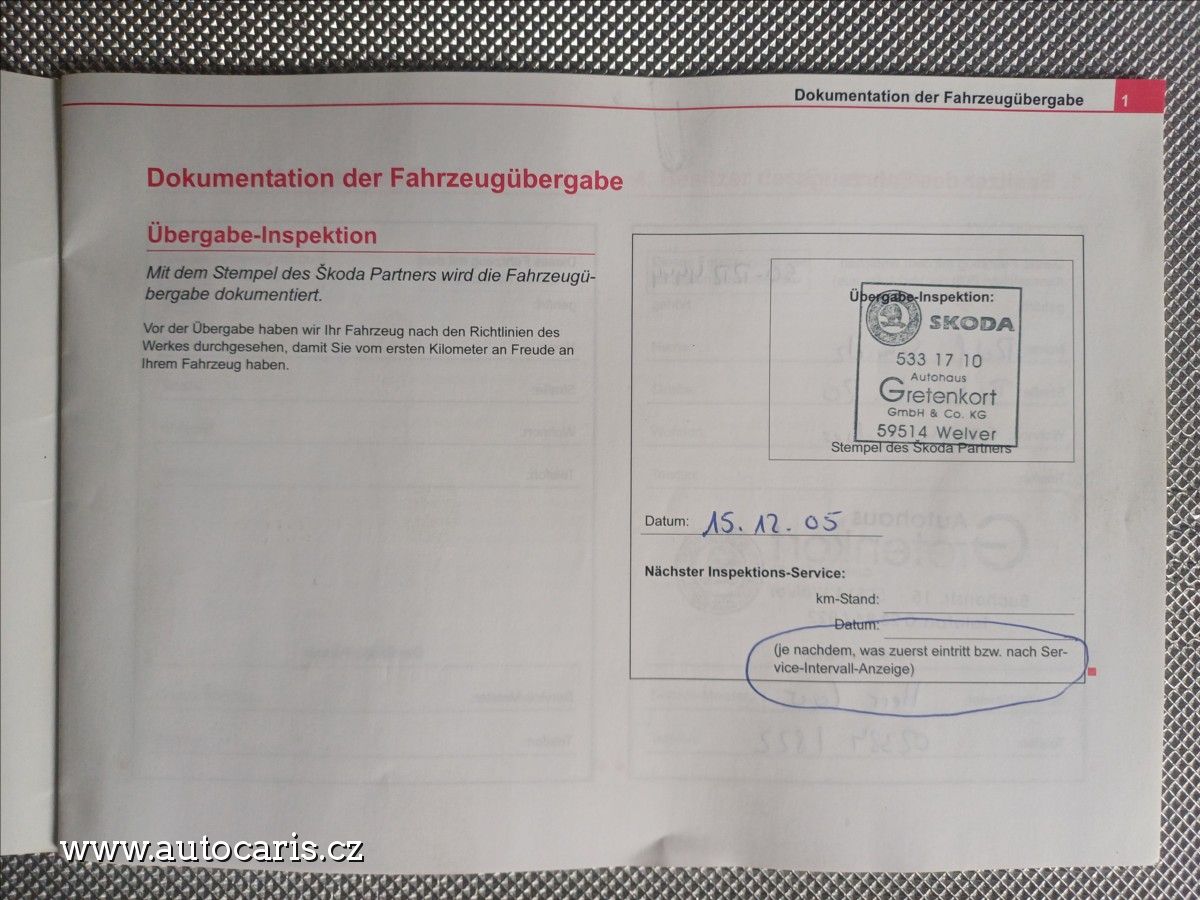 Dokumentation der Fahrzeugübergabe 1
Dokumentation der Fahrzeugübergabe
Übergabe-Inspektion
Mit dem Stempel des Škoda Partners wird die Fahrzeugü-
bergabe dokumentiert.
Vor der Übergabe haben wir Ihr Fahrzeug nach den Richtlinien des
Werkes durchgesehen, damit Sie vom ersten Kilometer an Freude an
Ihrem Fahrzeug haben.
Übergabe-Inspektion:
SKODA
533 17 10
Autohaus
Gretenkort
GmbH & Co. KG
59514 Welver
Stempel des Škoda Partners
Datum: 15.12.05
Nächster Inspektions-Service:
km-Stand:
Datum:
(je nachdem, was zuerst eintritt bzw. nach Ser-
vice-Intervall-Anzeige)
www.autocaris.cz